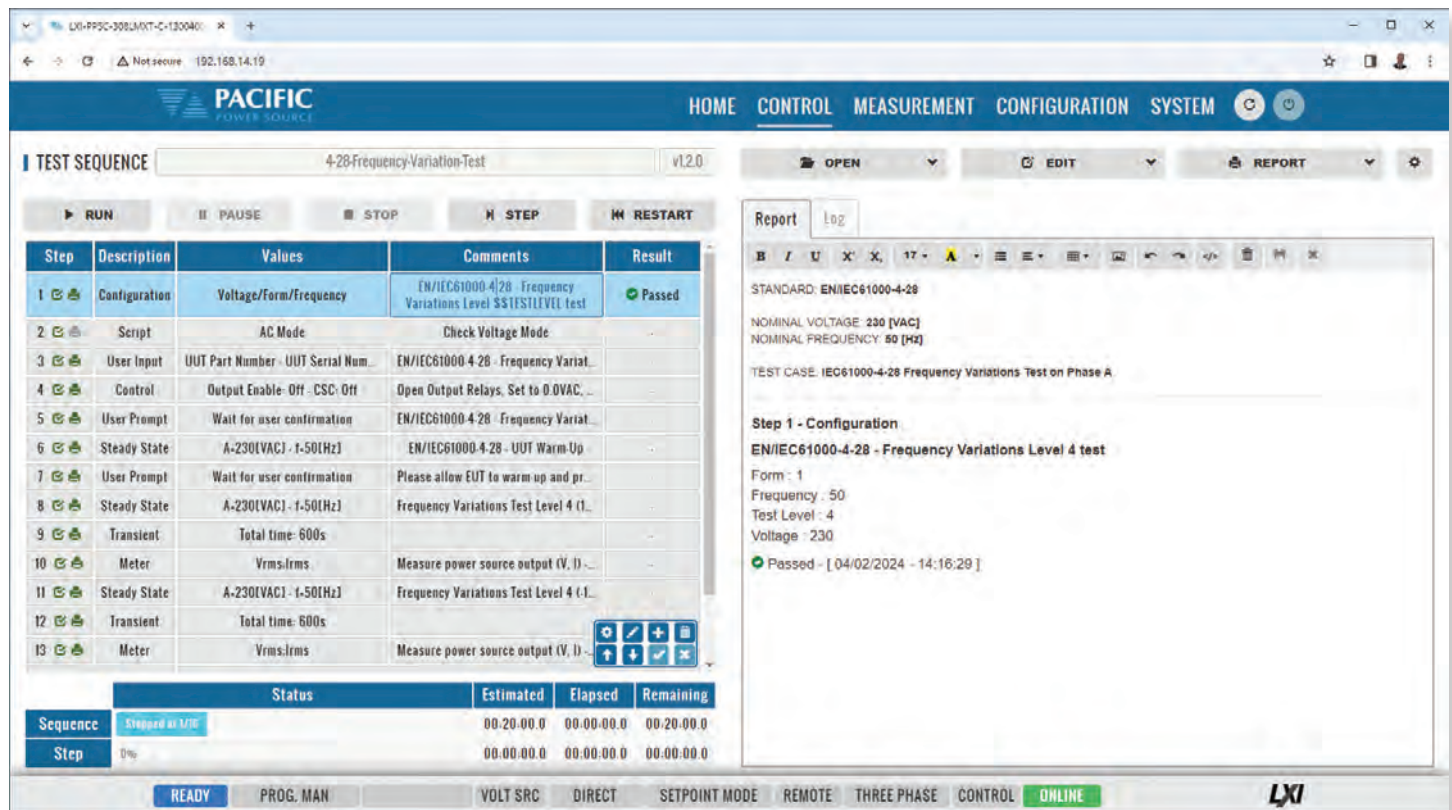 Not secure 192.168.14.19
PACIFIC
POWER SOURCE
HOME CONTROL MEASUREMENT CONFIGURATION SYSTEM
TEST SEQUENCE 4-28-Frequency-Variation-Test v1.2.0
OPEN EDIT REPORT
RUN PAUSE STOP STEP RESTART
Step Description Values Comments Result
1 Configuration Voltage/Form/Frequency EN/IEC61000-4-28 - Frequency
Variations Level $$TESTLEVEL test Passed
2 Script AC Mode Check Voltage Mode -
3 User Input UUT Part Number - UUT Serial Num... EN/IEC61000-4-28 - Frequency Variat... -
4 Control Output Enable: Off - CSC: Off Open Output Relays, Set to 0.0VAC, ... -
5 User Prompt Wait for user confirmation EN/IEC61000-4-28 - Frequency Variat... -
6 Steady State A=230[VAC] - f=50[Hz] EN/IEC61000-4-28 - UUT Warm-Up -
7 User Prompt Wait for user confirmation Please allow EUT to warm up and pr... -
8 Steady State A=230[VAC] - f=50[Hz] Frequency Variations Test Level 4 (1... -
9 Transient Total time: 600s -
10 Meter Vrms:Irms Measure power source output (V, I) -... -
11 Steady State A=230[VAC] - f=50[Hz] Frequency Variations Test Level 4 (-1...
12 Transient Total time: 600s
13 Meter Vrms:Irms Measure power source output (V, I) -...
Status Estimated Elapsed Remaining
Sequence Stopped at 1/16 00:20:00.0 00:00:00.0 00:20:00.0
Step 0% 00:00:00.0 00:00:00.0 00:00:00.0
Report Log
B I U X X, 17 A
STANDARD: EN/IEC61000-4-28
NOMINAL VOLTAGE: 230 [VAC]
NOMINAL FREQUENCY: 50 [Hz]
TEST CASE: IEC61000-4-28 Frequency Variations Test on Phase A
Step 1 - Configuration
EN/IEC61000-4-28 - Frequency Variations Level 4 test
Form : 1
Frequency : 50
Test Level : 4
Voltage : 230
Passed - [ 04/02/2024 - 14:16:29 ]
READY PROG. MAN VOLT SRC DIRECT SETPOINT MODE REMOTE THREE PHASE CONTROL ONLINE LXI